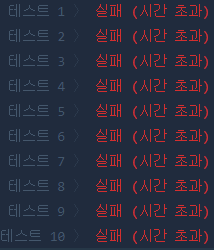 테스트 1 〉 실패 (시간 초과)
테스트 2 〉 실패 (시간 초과)
테스트 3 〉 실패 (시간 초과)
테스트 4 〉 실패 (시간 초과)
테스트 5 〉 실패 (시간 초과)
테스트 6 〉 실패 (시간 초과)
테스트 7 〉 실패 (시간 초과)
테스트 8 〉 실패 (시간 초과)
테스트 9 〉 실패 (시간 초과)
테스트 10 〉 실패 (시간 초과)